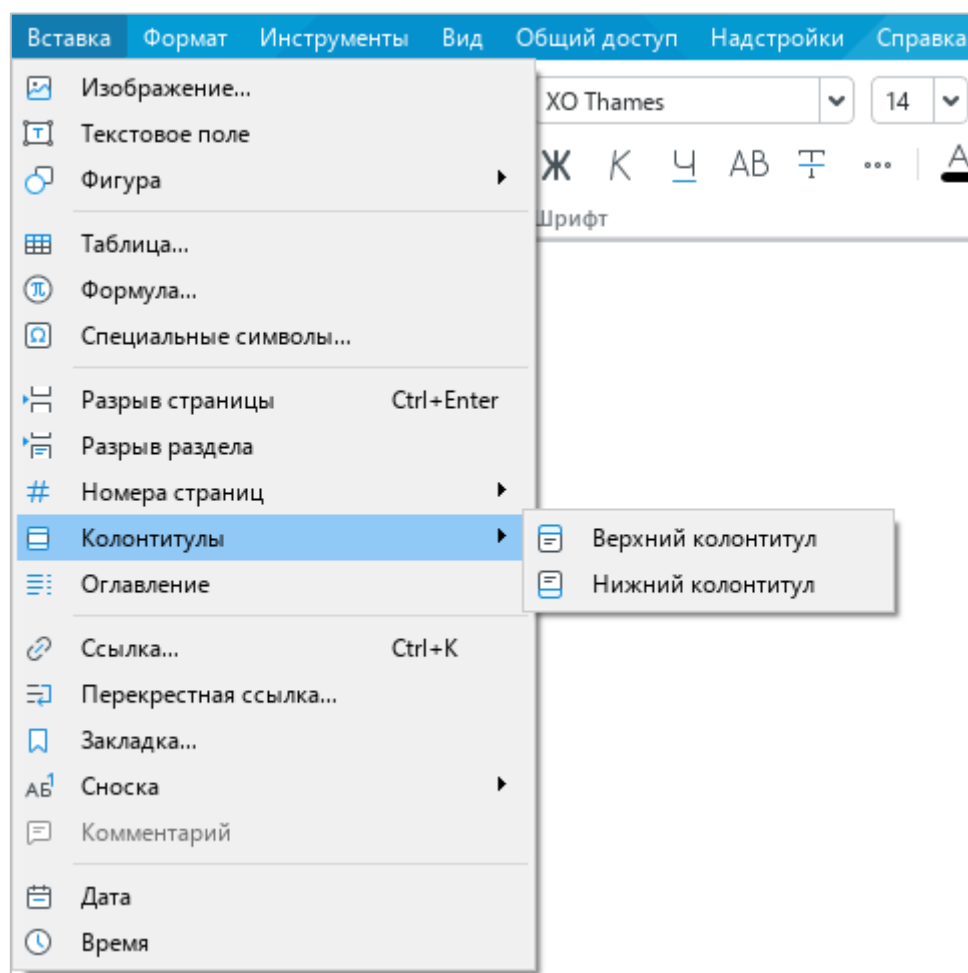 Вставка Формат Инструменты Вид Общий доступ Надстройки Справка
Изображение...
XO Thames 14
Текстовое поле
Фигура
Ж К Ч АВ Т ... А
Шрифт
Таблица...
Формула...
Специальные символы...
Разрыв страницы Ctrl+Enter
Разрыв раздела
Номера страниц
Колонтитулы
Верхний колонтитул
Оглавление
Нижний колонтитул
Ссылка... Ctrl+K
Перекрестная ссылка...
Закладка...
Сноска
Комментарий
Дата
Время